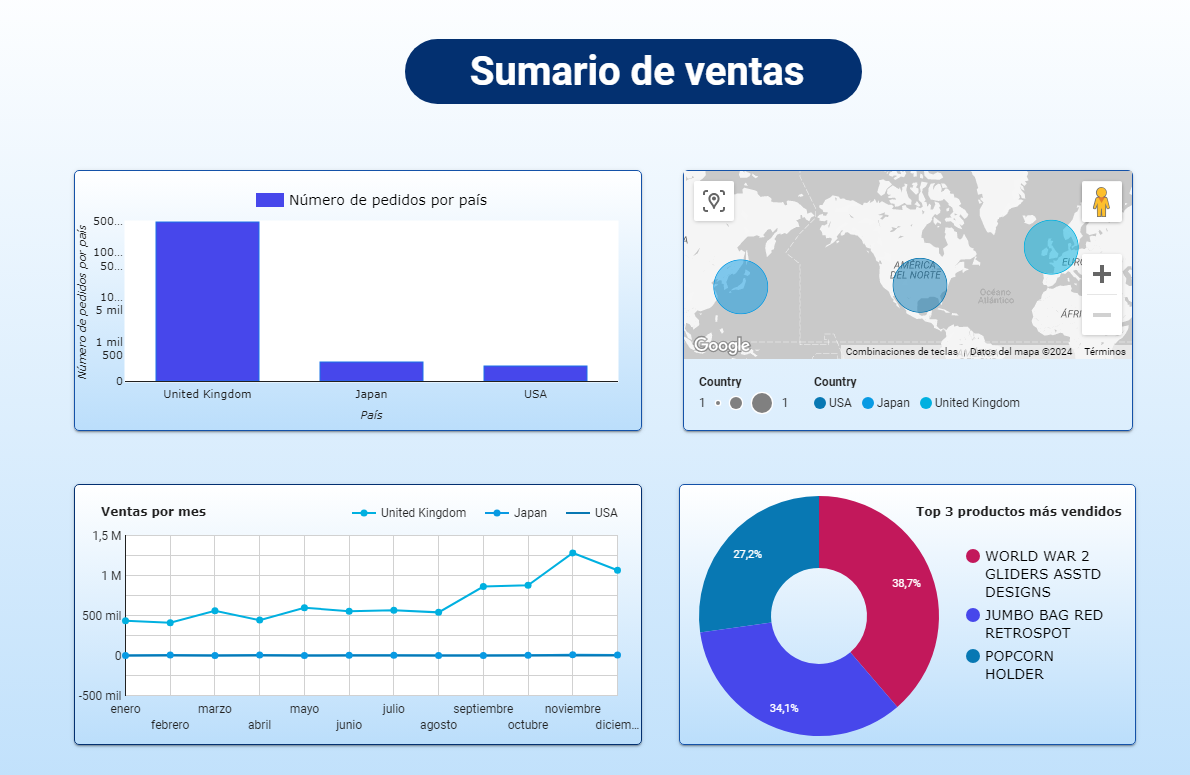 Sumario de ventas
Número de pedidos por país
Número de pedidos por país
500...
100...
50...
10...
5 mil
1 mil
500
0
United Kingdom
Japan
USA
País
AMÉRICA
DEL NORTE
Océano
Atlántico
EURO
ÁFRI
A
Google
Combinaciones de teclas
Datos del mapa ©2024
Términos
Country
1
1
Country
USA
Japan
United Kingdom
Ventas por mes
United Kingdom
Japan
USA
1,5 M
1 M
500 mil
0
-500 mil
enero
febrero
marzo
abril
mayo
junio
julio
agosto
septiembre
octubre
noviembre
diciem...
Top 3 productos más vendidos
27,2%
38,7%
34,1%
WORLD WAR 2
GLIDERS ASSTD
DESIGNS
JUMBO BAG RED
RETROSPOT
POPCORN
HOLDER